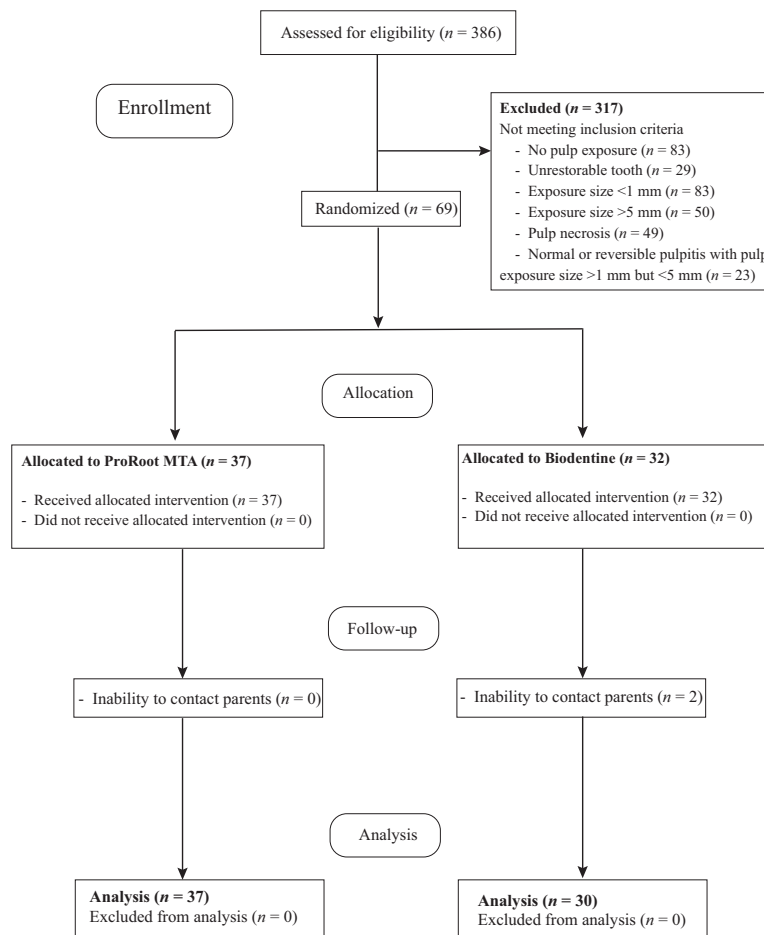 Assessed for eligibility (n = 386)
Enrollment
Excluded (n = 317)
Not meeting inclusion criteria
- No pulp exposure (n = 83)
- Unrestorable tooth (n = 29)
- Exposure size <1 mm (n = 83)
- Exposure size >5 mm (n = 50)
- Pulp necrosis (n = 49)
- Normal or reversible pulpitis with pulp
exposure size >1 mm but <5 mm (n = 23)
Randomized (n = 69)
Allocation
Allocated to ProRoot MTA (n = 37)
- Received allocated intervention (n = 37)
- Did not receive allocated intervention (n = 0)
Allocated to Biodentine (n = 32)
- Received allocated intervention (n = 32)
- Did not receive allocated intervention (n = 0)
Follow-up
- Inability to contact parents (n = 0)
- Inability to contact parents (n = 2)
Analysis
Analysis (n = 37)
Excluded from analysis (n = 0)
Analysis (n = 30)
Excluded from analysis (n = 0)